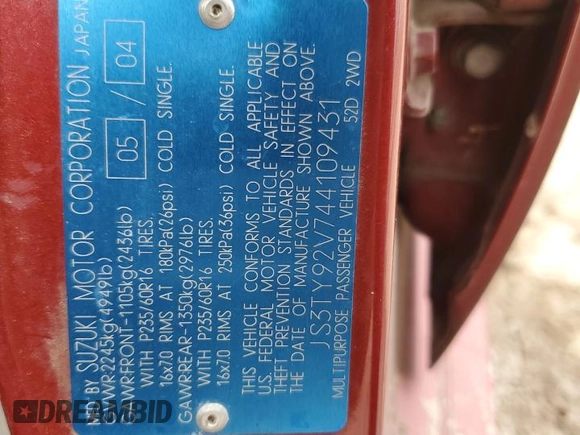 MFD BY SUZUKI MOTOR CORPORATION JAPAN
GVWR-2245kg(4949lb) 05 / 04
GAWR-FRONT-1105kg(2436lb)
WITH P235/60R16 TIRES.
16x7.0 RIMS AT 180kPa(26psi) COLD SINGLE.
GAWR-REAR-1350kg(2976lb)
WITH P235/60R16 TIRES.
16x7.0 RIMS AT 250kPa(36psi) COLD SINGLE.
THIS VEHICLE CONFORMS TO ALL APPLICABLE
U.S. FEDERAL MOTOR VEHICLE SAFETY AND
THEFT PREVENTION STANDARDS IN EFFECT ON
THE DATE OF MANUFACTURE SHOWN ABOVE.
JS3TY92V744109431
MULTIPURPOSE PASSENGER VEHICLE 52D 2WD
DREAMBID